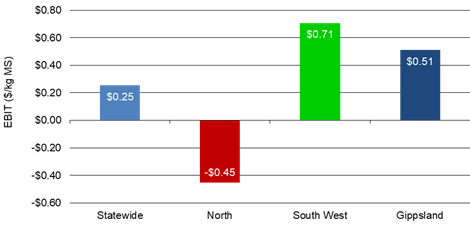 EBIT ($/kg MS)
$0.80
$0.60
$0.40
$0.20
$0.00
-$0.20
-$0.40
-$0.60
$0.25
-$0.45
$0.71
$0.51
Statewide
North
South West
Gippsland